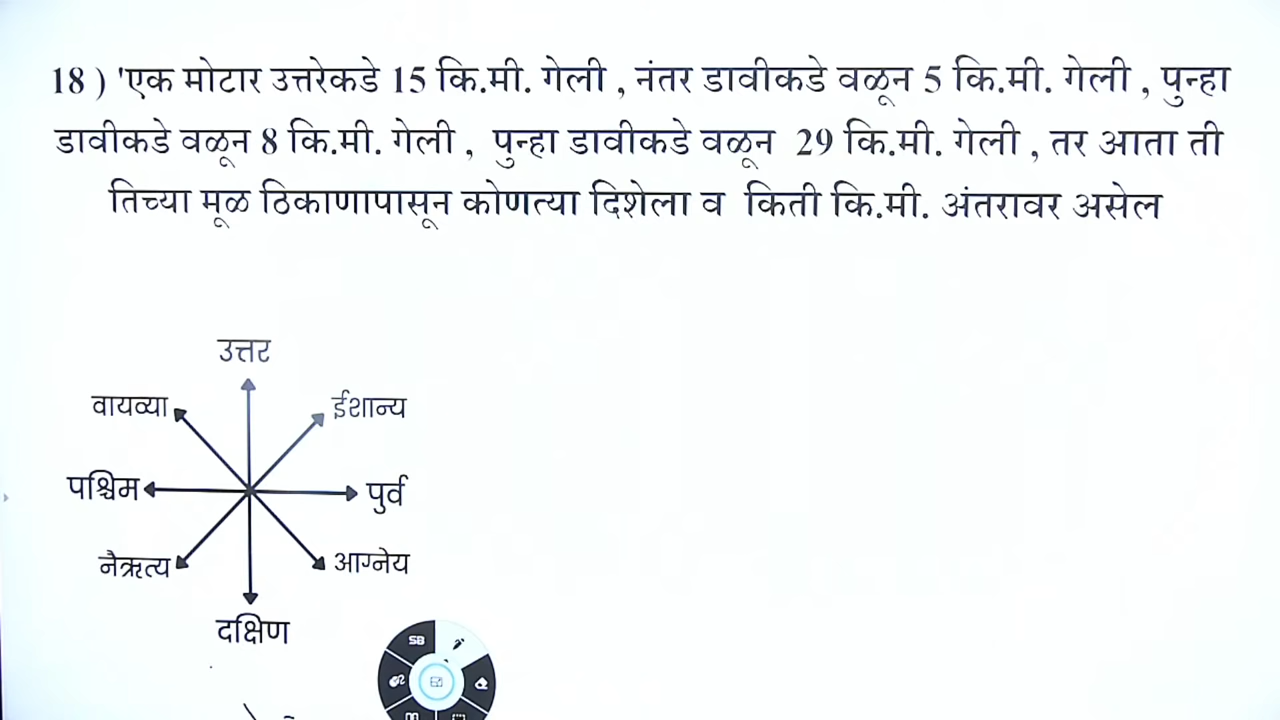 18 ) 'एक मोटार उत्तरेकडे 15 कि.मी. गेली , नंतर डावीकडे वळून 5 कि.मी. गेली , पुन्हा
डावीकडे वळून 8 कि.मी. गेली , पुन्हा डावीकडे वळून 29 कि.मी. गेली , तर आता ती
तिच्या मूळ ठिकाणापासून कोणत्या दिशेला व किती कि.मी. अंतरावर असेल
उत्तर
वायव्या
ईशान्य
पश्चिम
पुर्व
नैऋत्य
आग्नेय
दक्षिण
SB